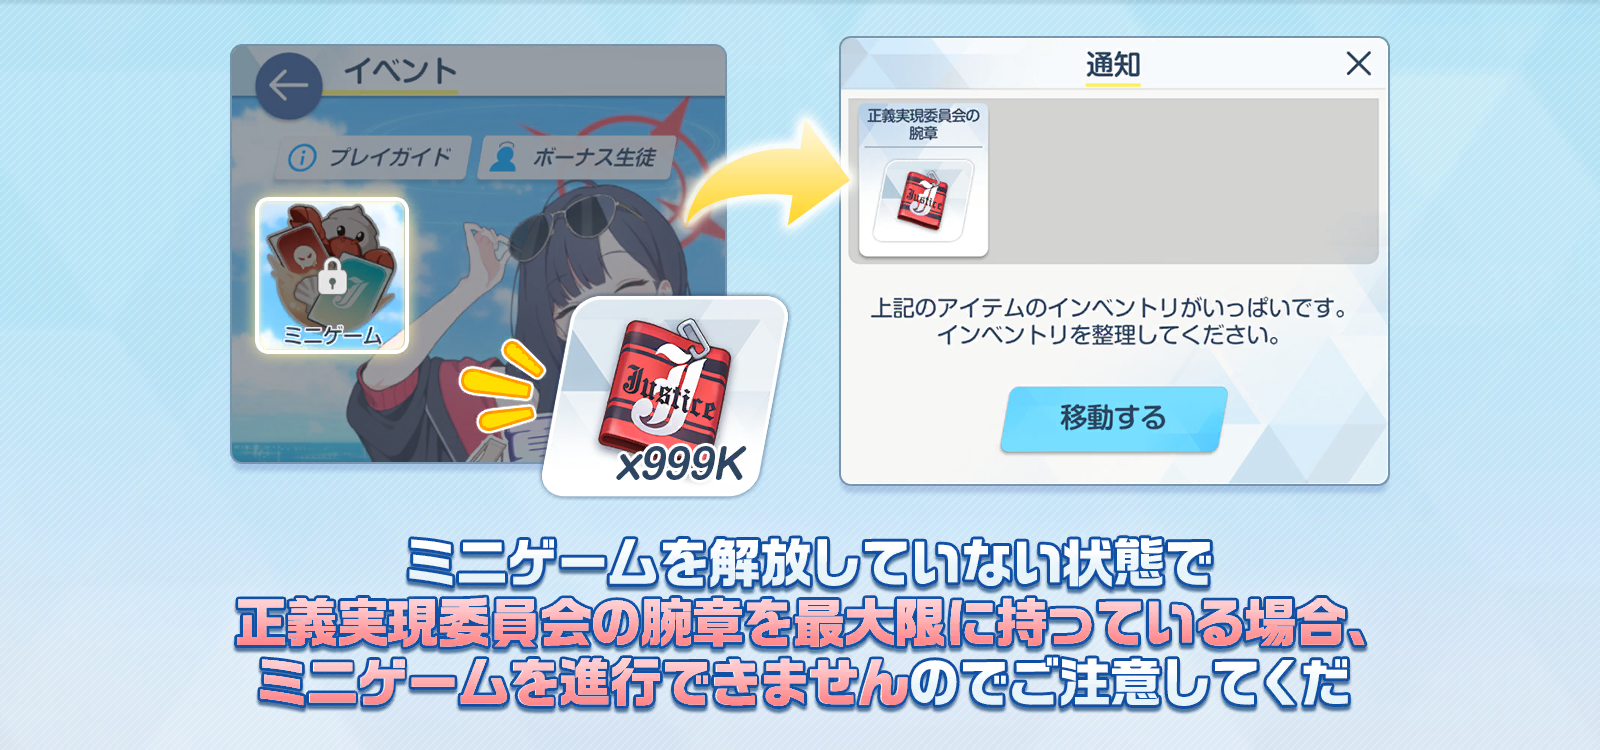 イベント
プレイガイド
ボーナス生徒
ミニゲーム
Justice
x999K
通知
正義実現委員会の
腕章
Justice
上記のアイテムのインベントリがいっぱいです。
インベントリを整理してください。
移動する
ミニゲームを解放していない状態で
正義実現委員会の腕章を最大限に持っている場合、
ミニゲームを進行できませんのでご注意してくだ